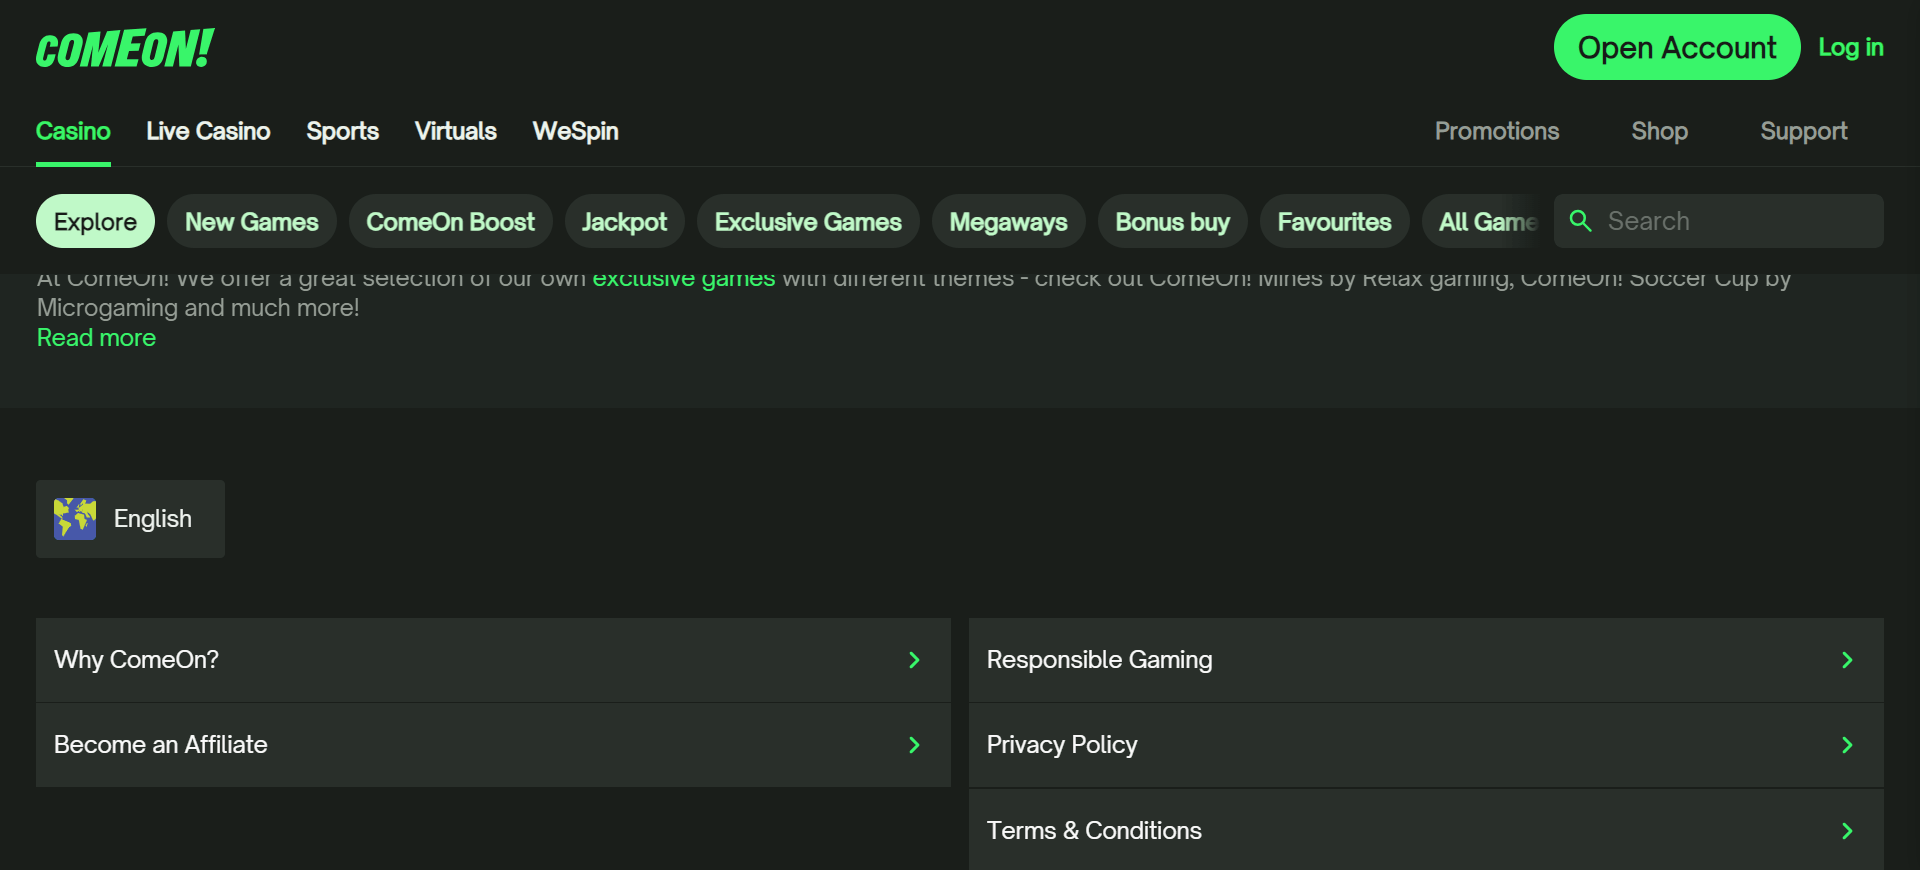 COMEON!
Open Account
Log in
Casino
Live Casino
Sports
Virtuals
WeSpin
Promotions
Shop
Support
Explore
New Games
ComeOn Boost
Jackpot
Exclusive Games
Megaways
Bonus buy
Favourites
All Game
Search
At ComeOn! We offer a great selection of our own exclusive games with different themes - check out ComeOn! Mines by Relax gaming, ComeOn! Soccer Cup by
Microgaming and much more!
Read more
English
Why ComeOn?
Become an Affiliate
Responsible Gaming
Privacy Policy
Terms & Conditions